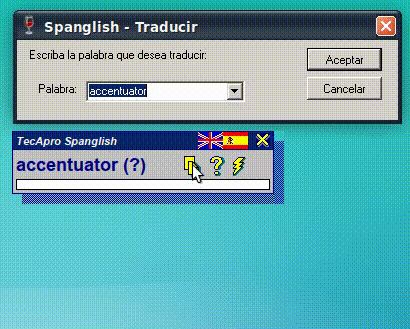 Spanglish - Traducir
Escriba la palabra que desea traducir:
Aceptar
Palabra: accentuator
Cancelar
TecApro Spanglish
accentuator (?)